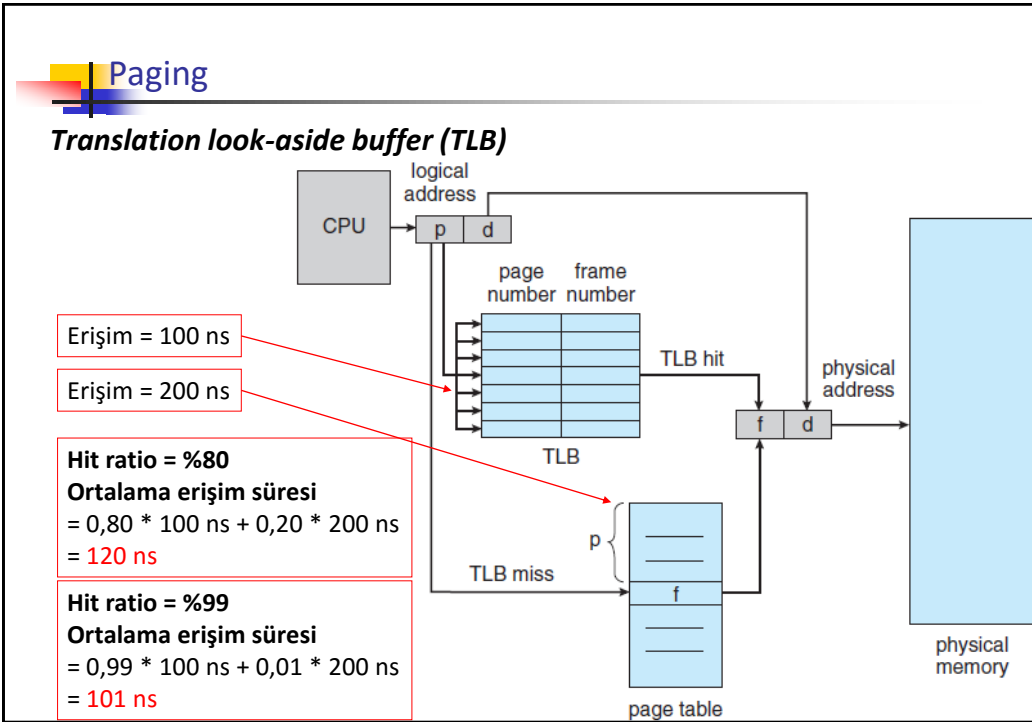 Paging
Translation look-aside buffer (TLB)
logical
address
CPU
p d
page
number
frame
number
Erişim = 100 ns
TLB hit
physical
address
Erişim = 200 ns
f d
TLB
Hit ratio = %80
Ortalama erişim süresi
= 0,80 * 100 ns + 0,20 * 200 ns
= 120 ns
p
TLB miss
f
Hit ratio = %99
Ortalama erişim süresi
= 0,99 * 100 ns + 0,01 * 200 ns
= 101 ns
physical
memory
page table